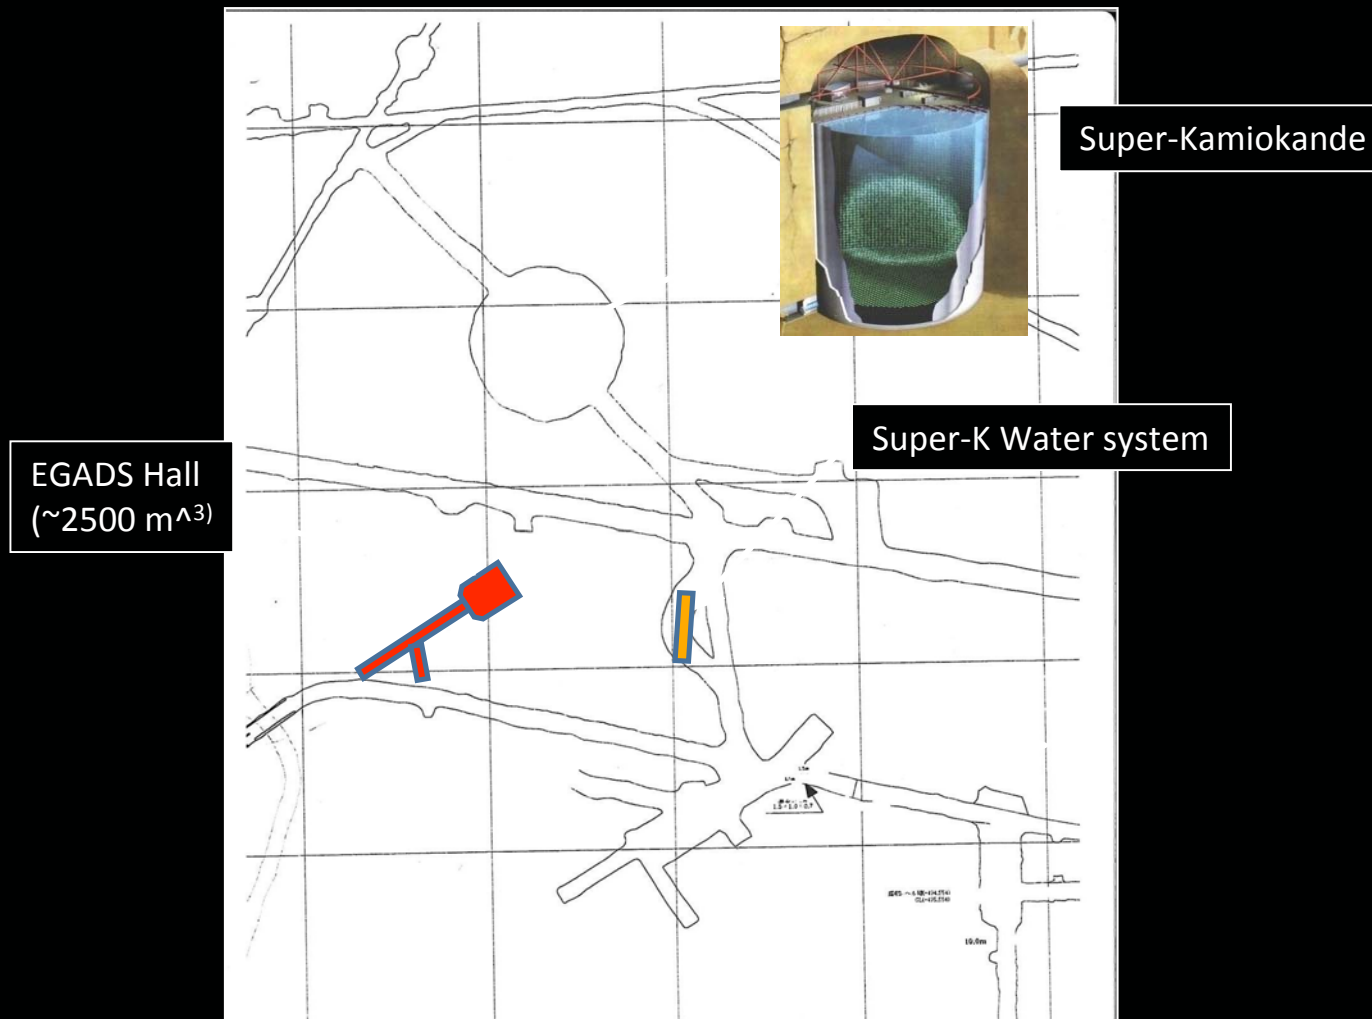 Super-Kamiokande
Super-K Water system
EGADS Hall
(~2500 m^3)
10.0m